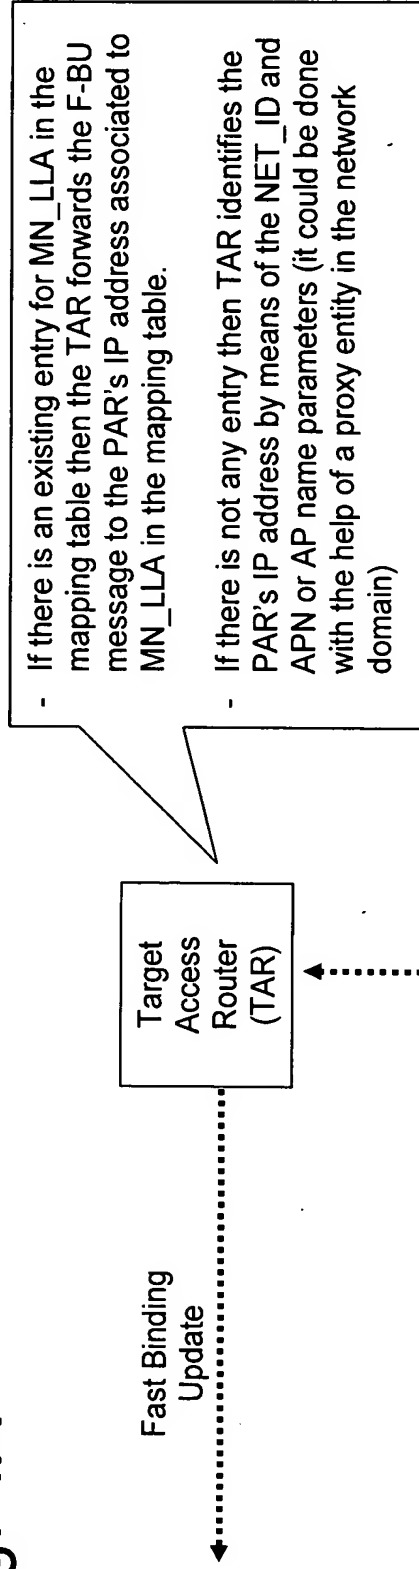 - If there is an existing entry for MN_LLA in the
mapping table then the TAR forwards the F-BU
message to the PAR's IP address associated to
MN_LLA in the mapping table.
- If there is not any entry then TAR identifies the
PAR's IP address by means of the NET_ID and
APN or AP name parameters (it could be done
with the help of a proxy entity in the network
domain)
Target
Access
Router
(TAR)
Fast Binding
Update